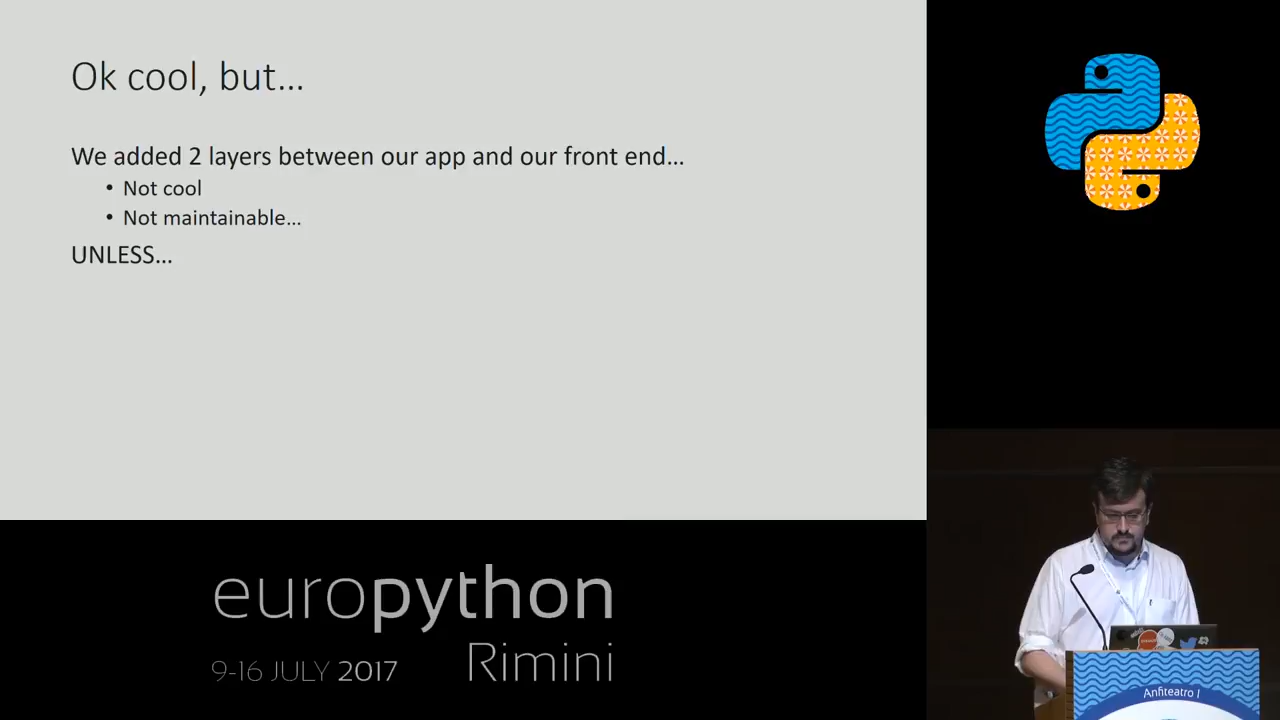 Ok cool, but...
We added 2 layers between our app and our front end...
• Not cool
• Not maintainable...
UNLESS...
europython
9-16 JULY 2017 Rimini
Anfiteatro I